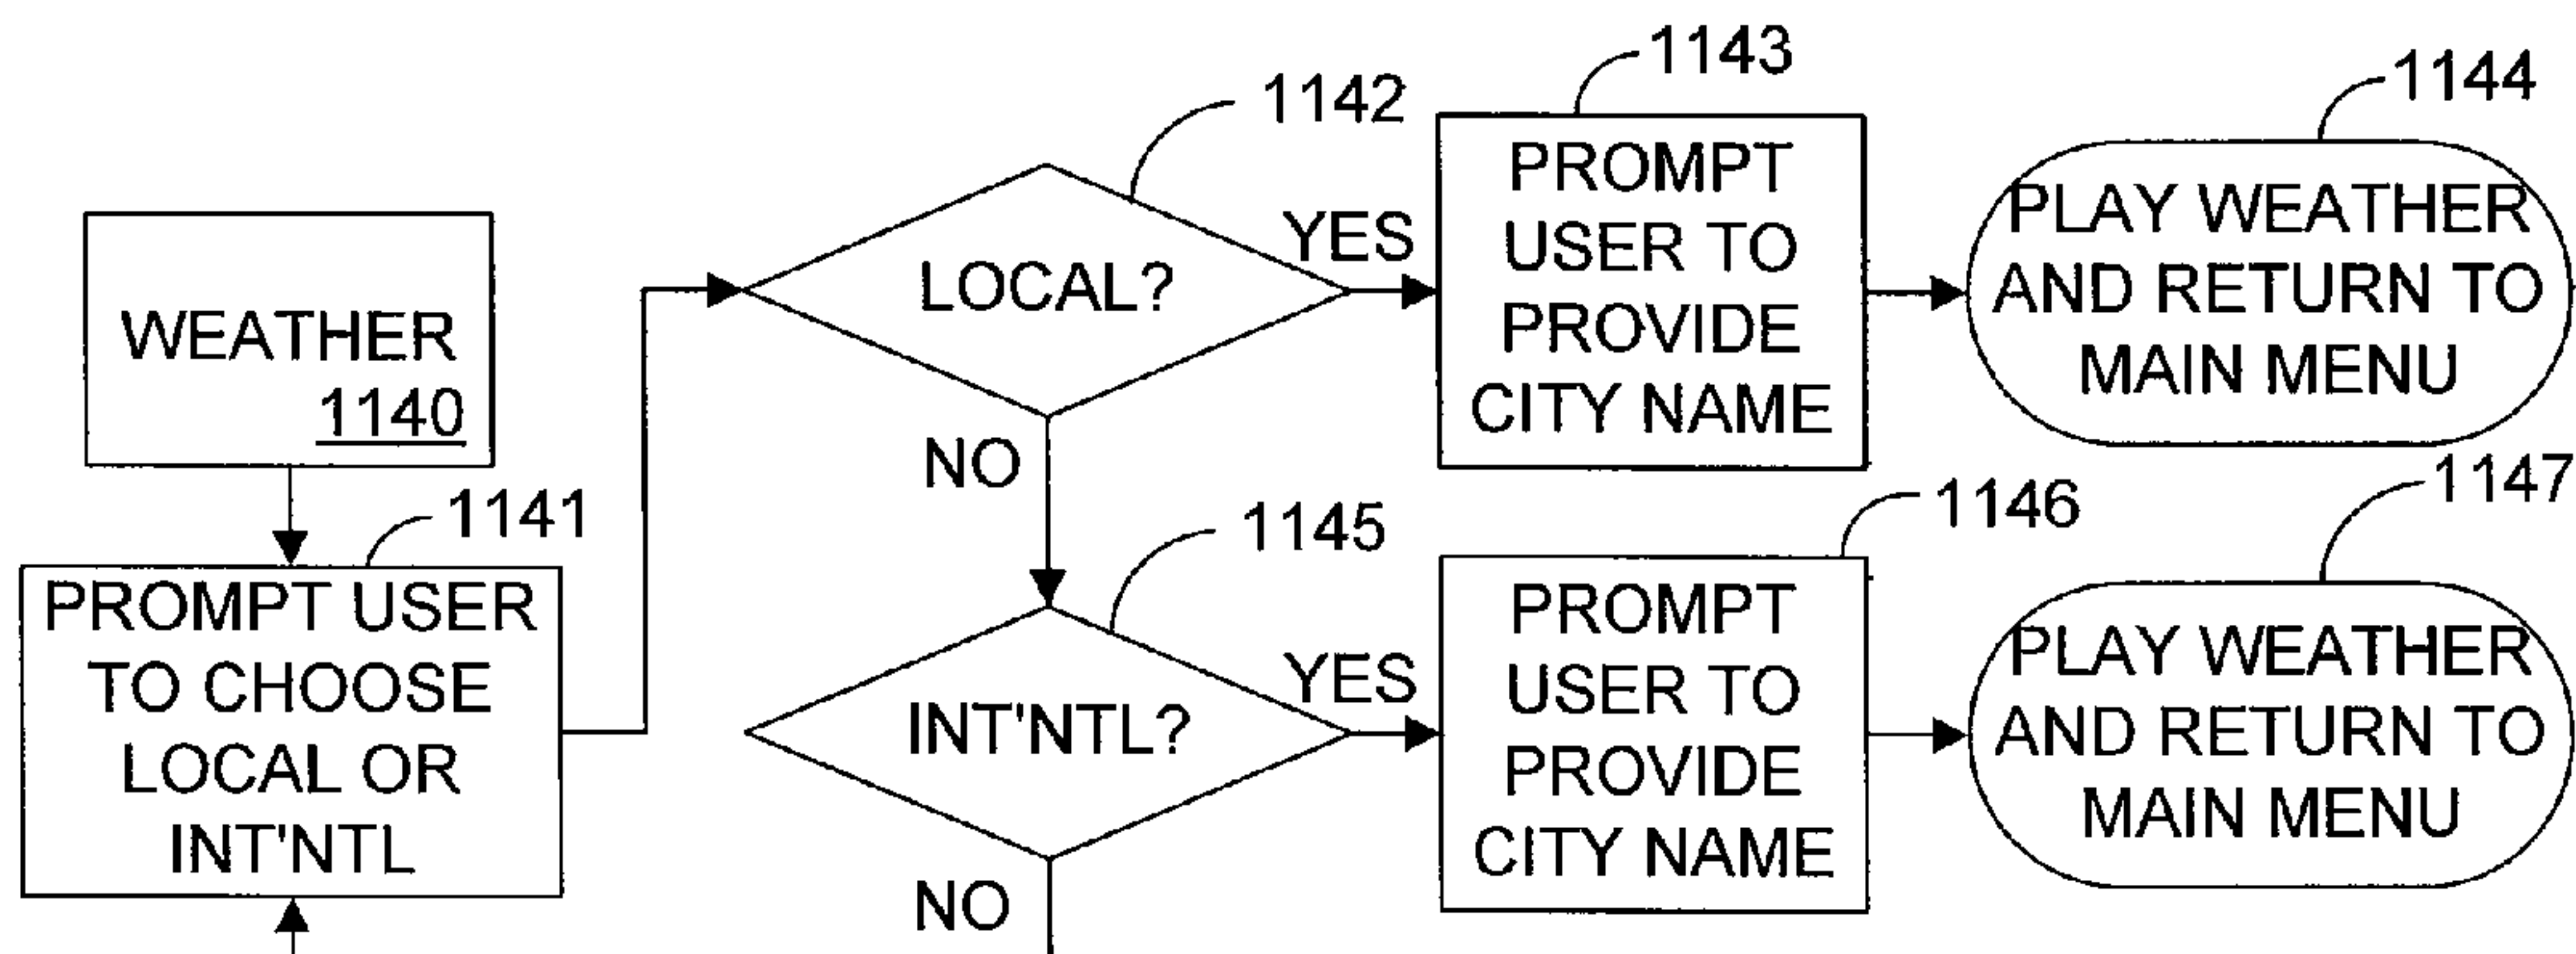 WEATHER
1140
1141
PROMPT USER
TO CHOOSE
LOCAL OR
INT'NTL
1142
LOCAL?
YES
NO
1143
PROMPT
USER TO
PROVIDE
CITY NAME
1144
PLAY WEATHER
AND RETURN TO
MAIN MENU
1145
INT'NTL?
YES
NO
1146
PROMPT
USER TO
PROVIDE
CITY NAME
1147
PLAY WEATHER
AND RETURN TO
MAIN MENU